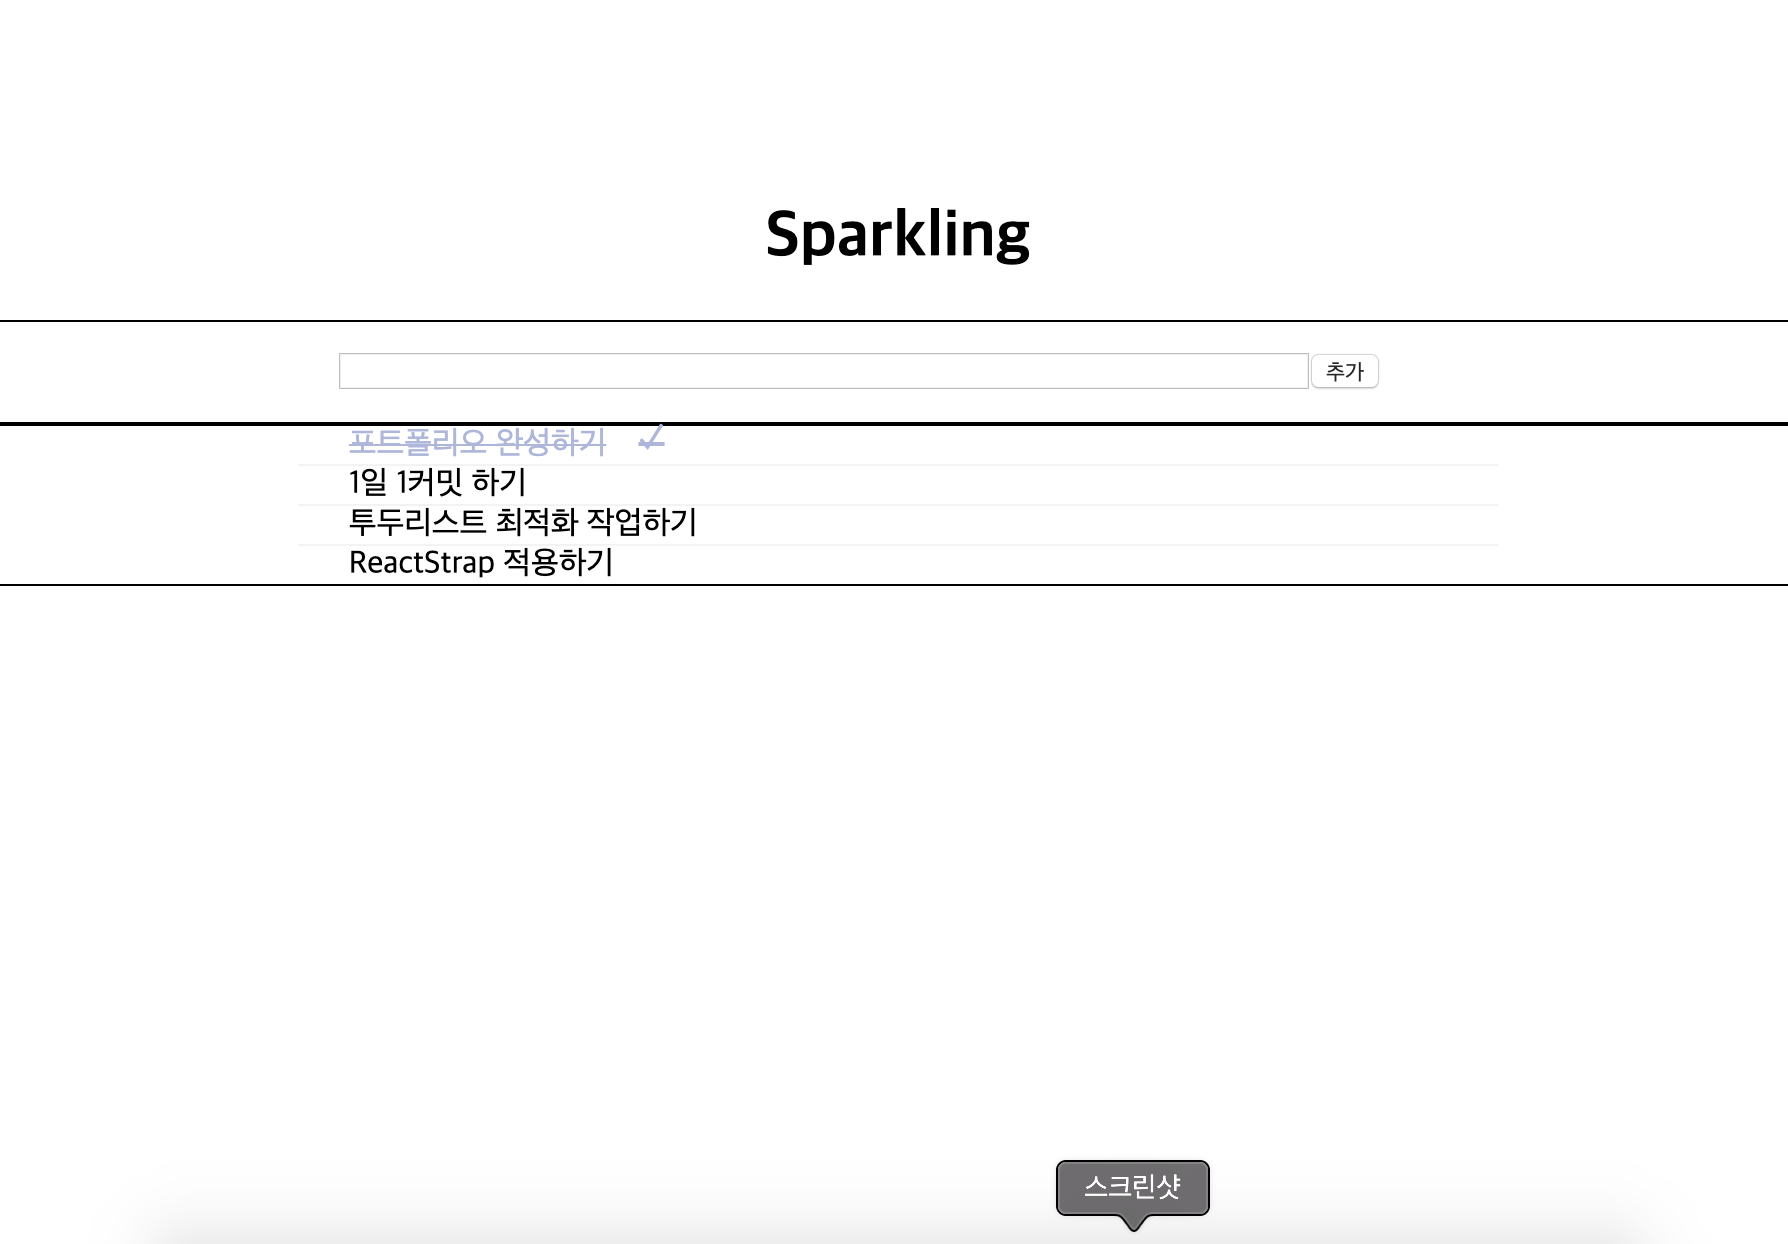 Sparkling
추가
포트폴리오 완성하기 ✓
1일 1커밋 하기
투두리스트 최적화 작업하기
ReactStrap 적용하기
스크린샷